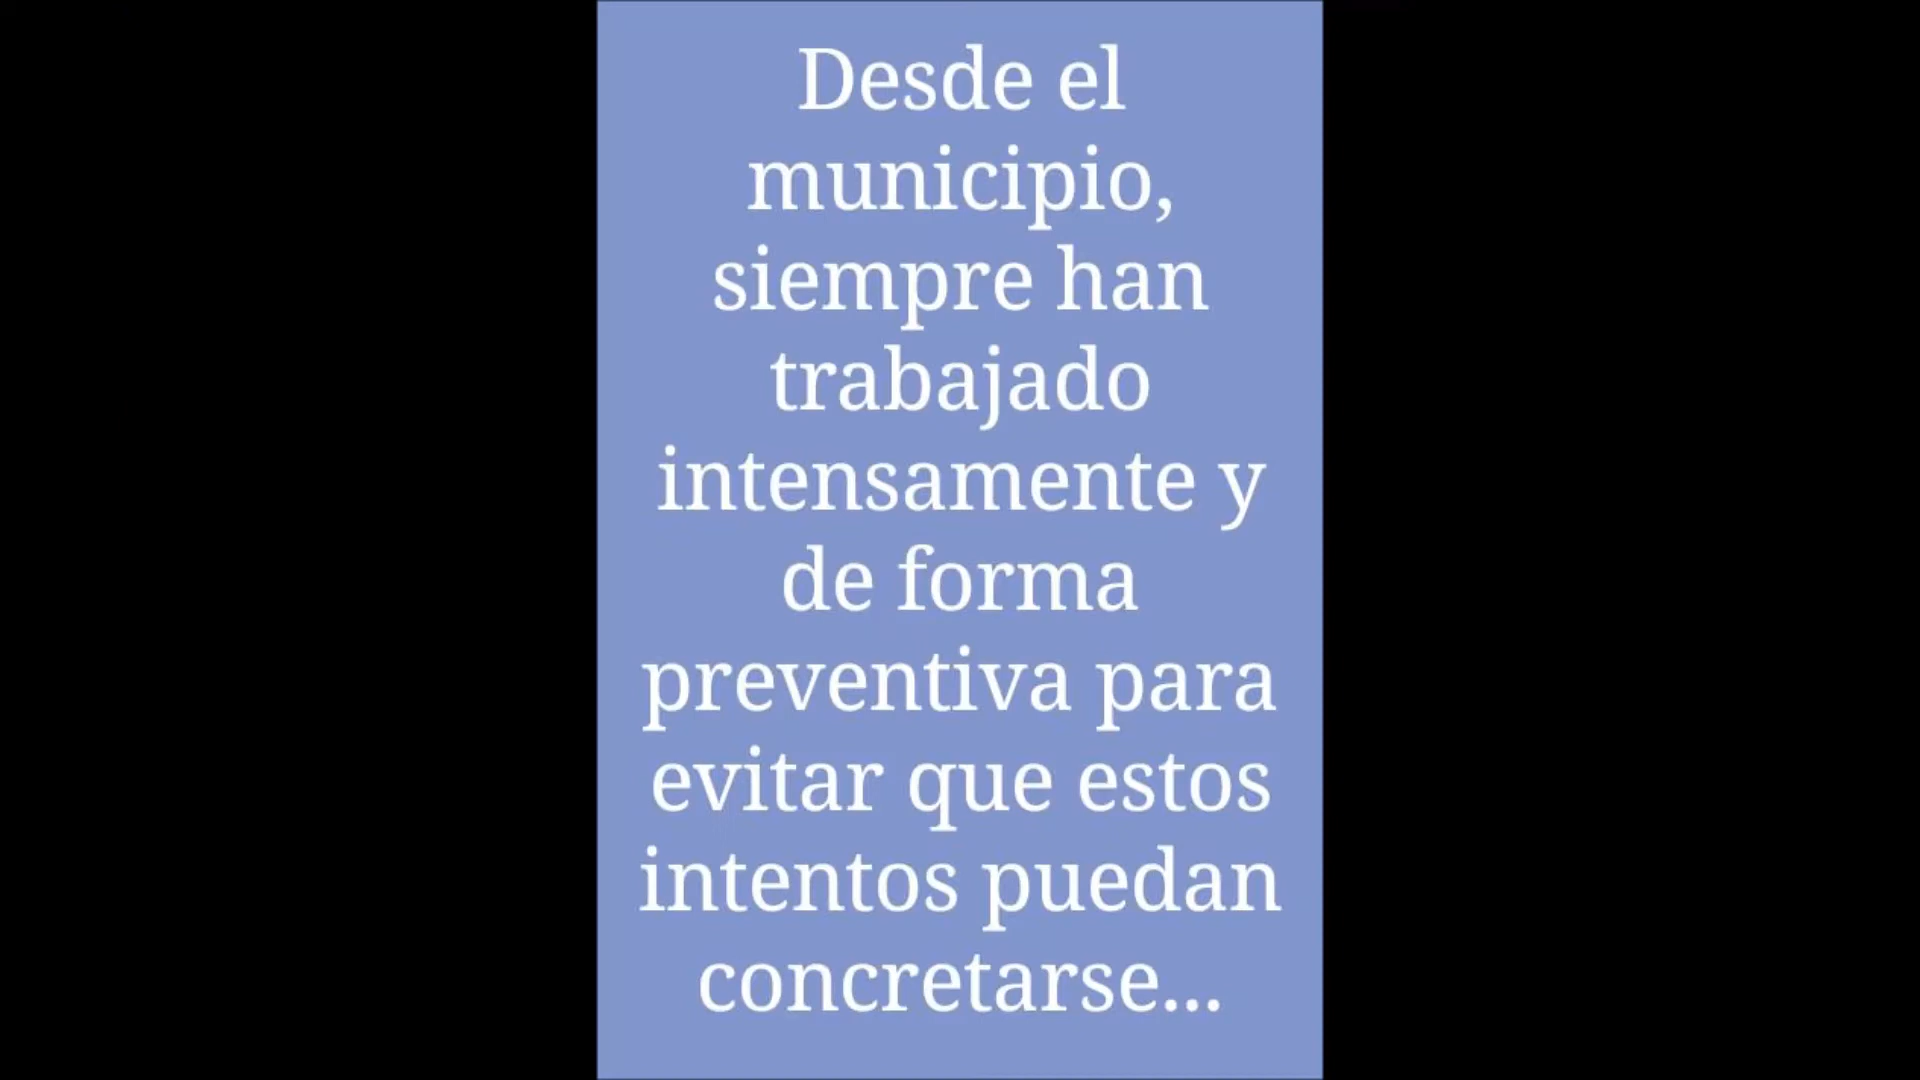 Desde el
municipio,
siempre han
trabajado
intensamente y
de forma
preventiva para
evitar que estos
intentos puedan
concretarse...